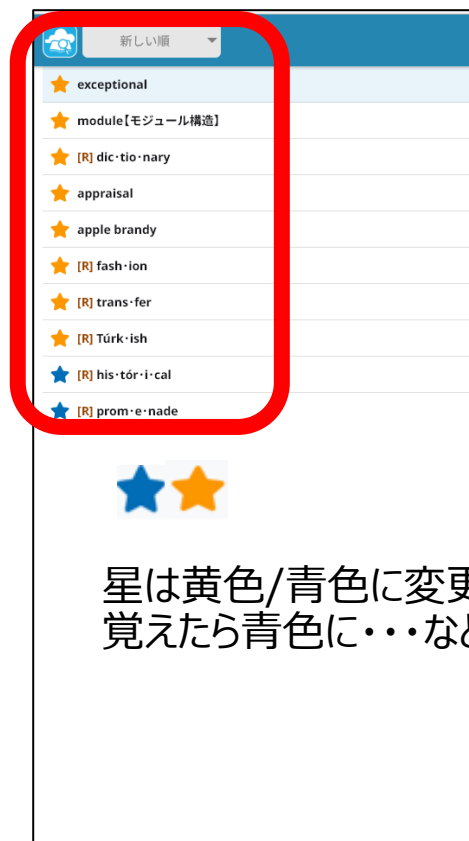 新しい順
exceptional
module【モジュール構造】
[R] dic･tio･nary
appraisal
apple brandy
[R] fash･ion
[R] trans･fer
[R] Túrk･ish
[R] his･tór･i･cal
[R] prom･e･nade
星は黄色/青色に変更
覚えたら青色に・・・など